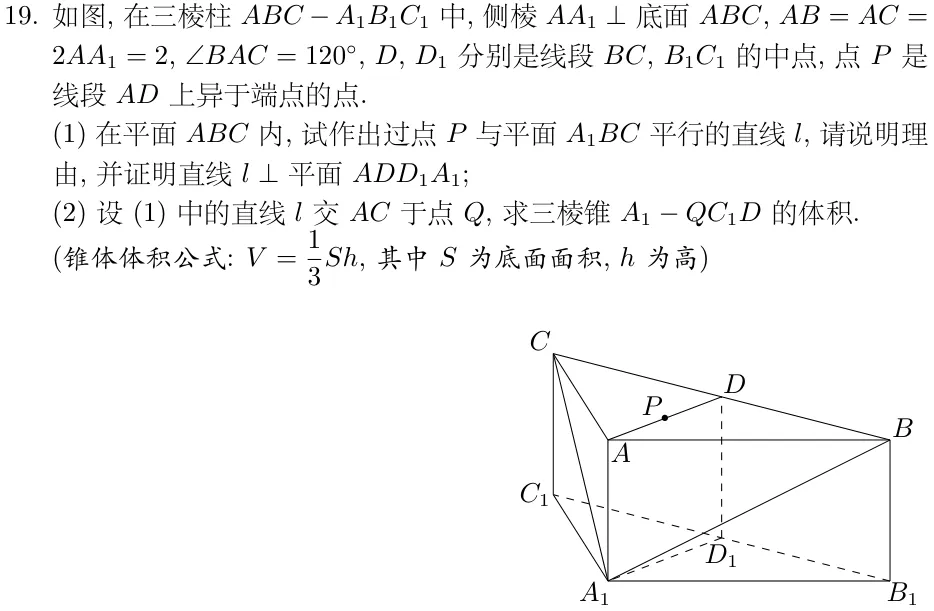 19. 如图, 在三棱柱 ABC − A₁B₁C₁ 中, 侧棱 AA₁ ⊥ 底面 ABC, AB = AC =
2AA₁ = 2, ∠BAC = 120°, D, D₁ 分别是线段 BC, B₁C₁ 的中点, 点 P 是
线段 AD 上异于端点的点.
(1) 在平面 ABC 内, 试作出过点 P 与平面 A₁BC 平行的直线 l, 请说明理
由, 并证明直线 l ⊥ 平面 ADD₁A₁;
(2) 设 (1) 中的直线 l 交 AC 于点 Q, 求三棱锥 A₁ − QC₁D 的体积.
(锥体体积公式: V = 1/3 Sh, 其中 S 为底面面积, h 为高)
C
D
P
B
A
C₁
D₁
A₁
B₁